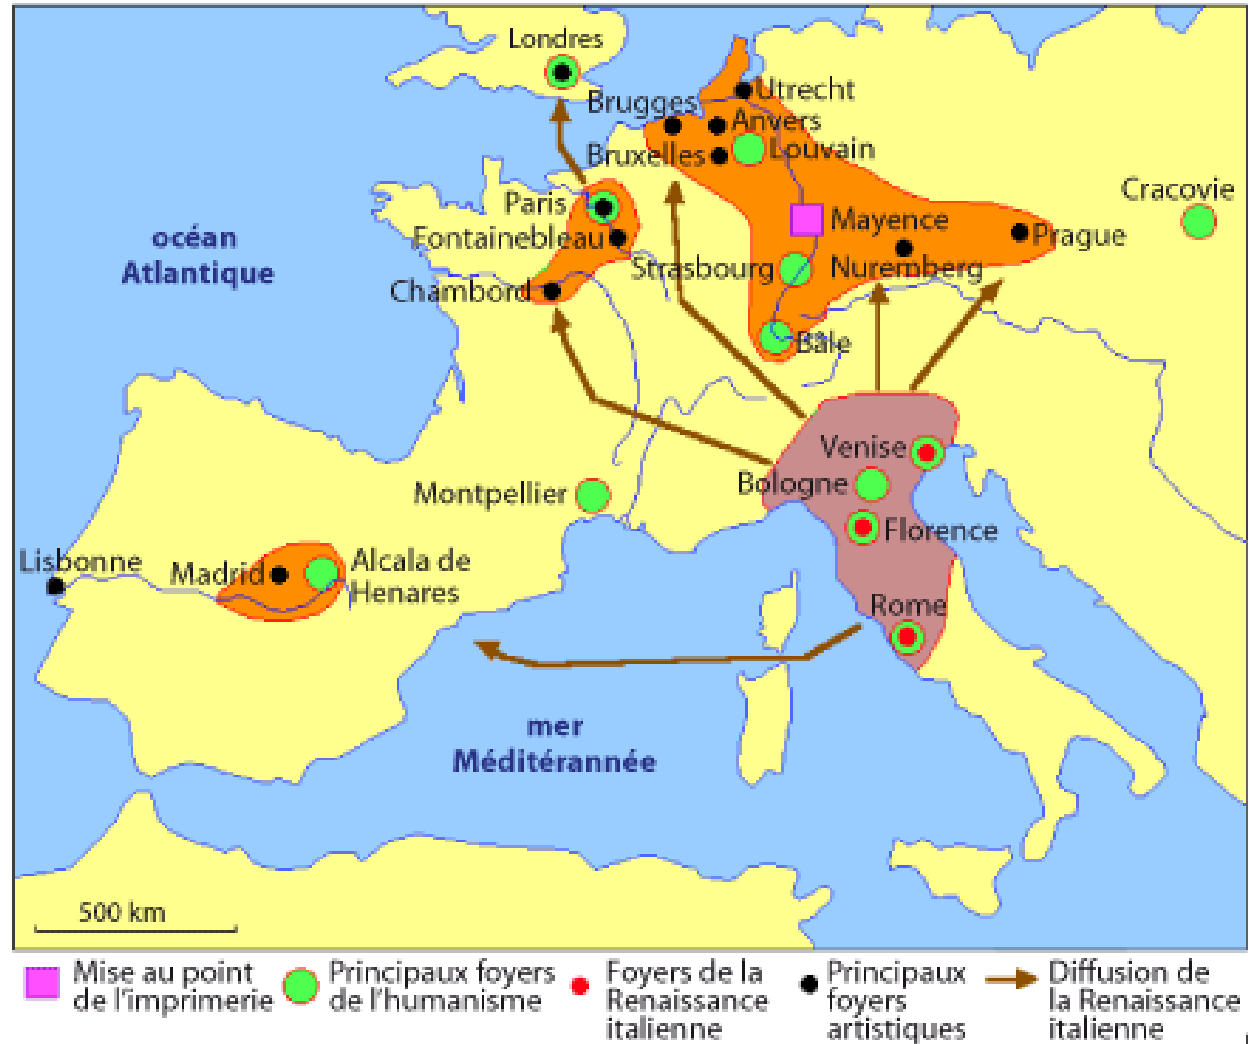 Londres
Utrecht
Brugges
Anvers
Bruxelles
Louvain
Cracovie
Paris
Mayence
océan
Atlantique
Fontainebleau
Prague
Strasbourg
Nuremberg
Chambord
Bâle
Venise
Bologne
Montpellier
Florence
Lisbonne
Madrid
Alcala de
Henares
Rome
mer
Méditérannée
500 km
Mise au point
de l'imprimerie
Principaux foyers
de l'humanisme
Foyers de la
Renaissance
italienne
Principaux
foyers
artistiques
Diffusion de
la Renaissance
italienne